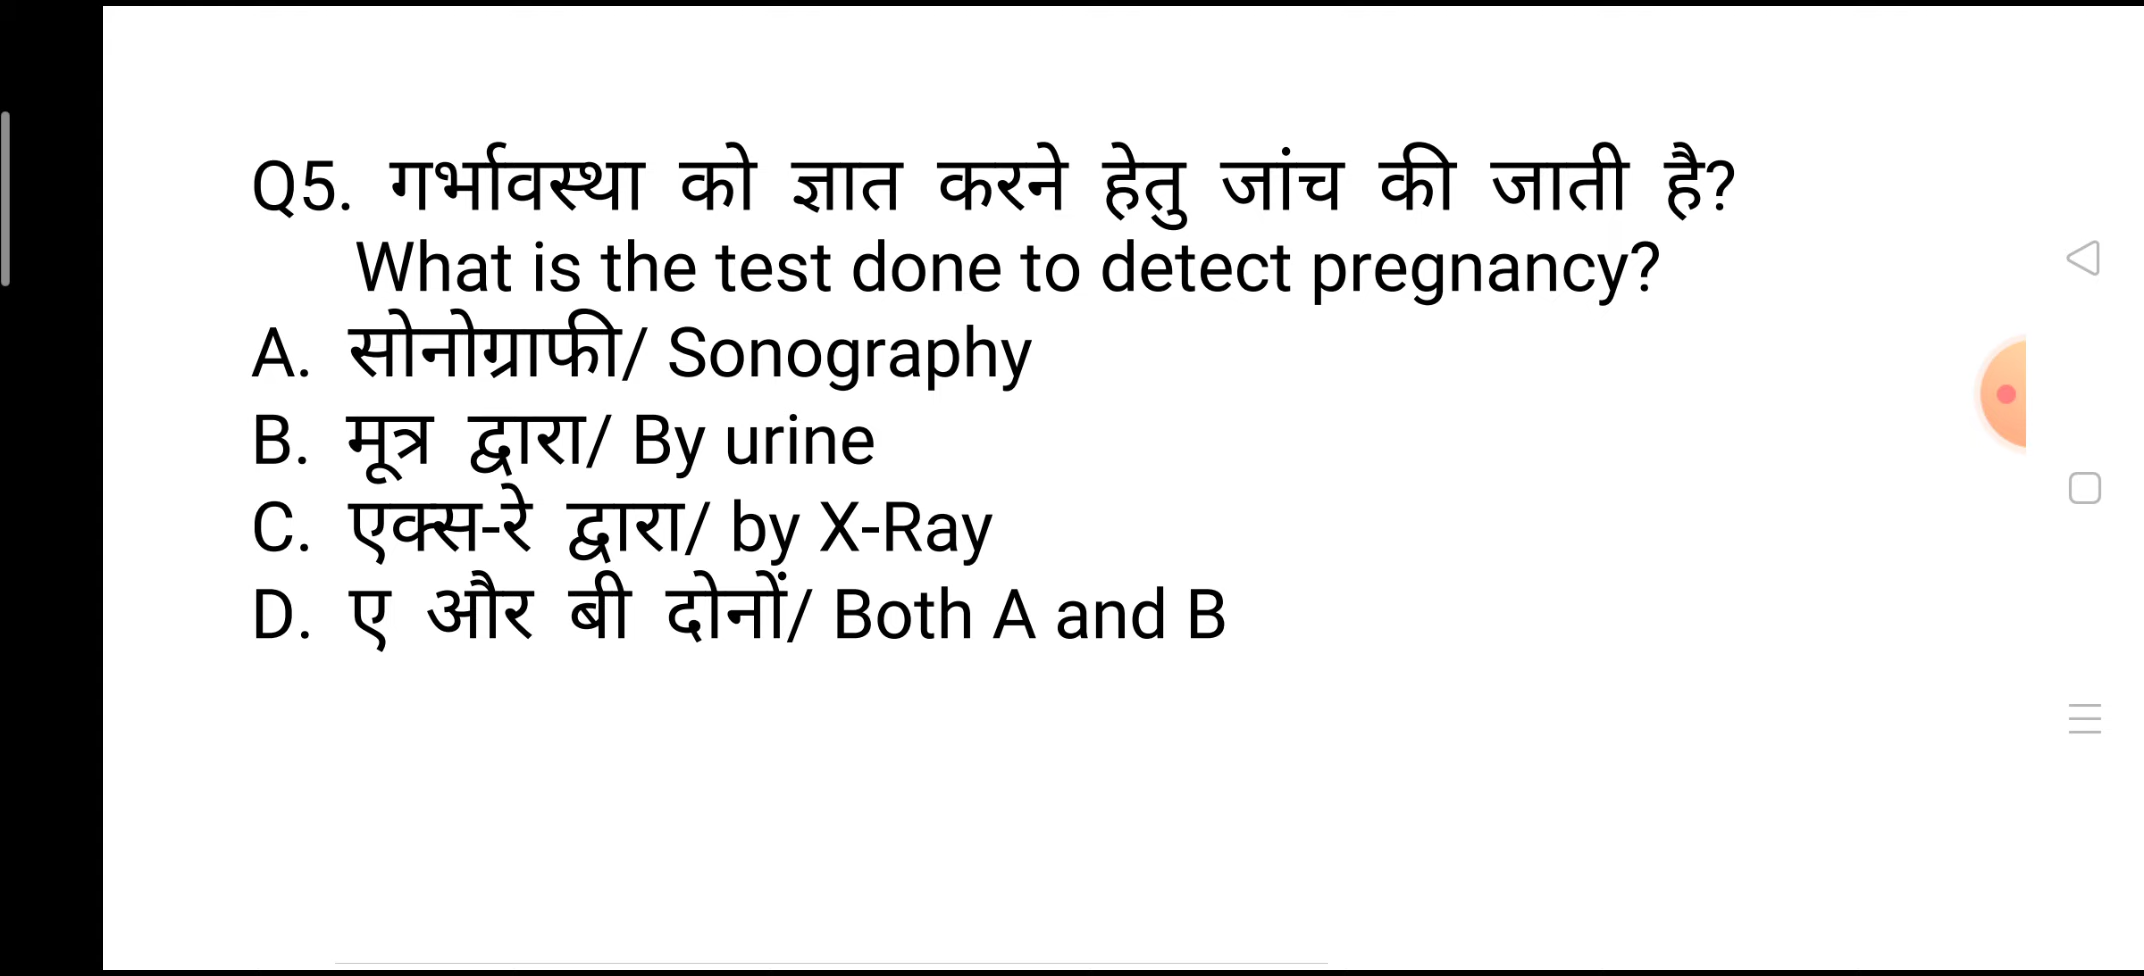 Q5. गर्भावस्था को ज्ञात करने हेतु जांच की जाती है?
What is the test done to detect pregnancy?
A. सोनोग्राफी/ Sonography
B. मूत्र द्वारा/ By urine
C. एक्स-रे द्वारा/ by X-Ray
D. ए और बी दोनों/ Both A and B